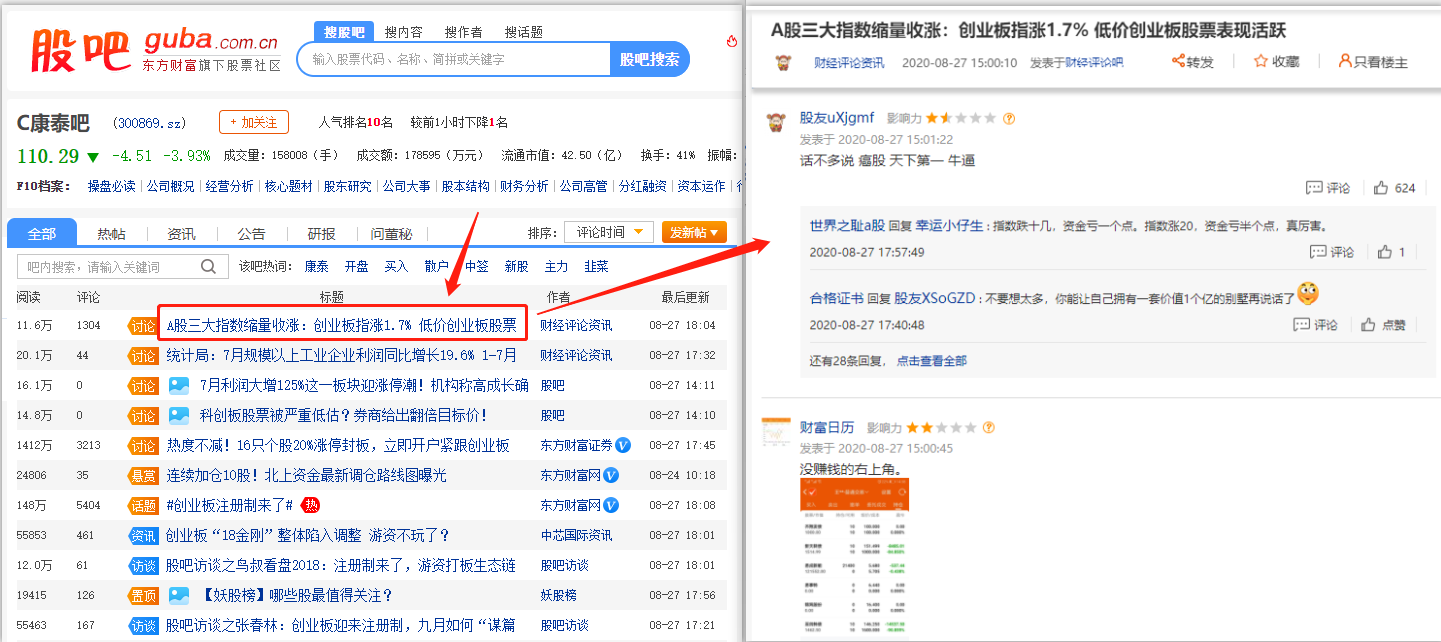 股吧 guba.com.cn
东方财富旗下股票社区
搜股吧 搜内容 搜作者 搜话题
输入股票代码、名称、简拼或关键字 股吧搜索
C康泰吧 (300869.sz) + 加关注 人气排名10名 较前1小时下降1名
110.29 ▼ -4.51 -3.93% 成交量：158008（手） 成交额：178595（万元） 流通市值：42.50（亿） 换手：41% 振幅：
F10档案： 操盘必读 公司概况 经营分析 核心题材 股东研究 公司大事 股本结构 财务分析 公司高管 分红融资 资本运作
全部 热帖 资讯 公告 研报 问董秘 排序： 评论时间 发新帖
吧内搜索，请输入关键词 该吧热词： 康泰 开盘 买入 散户 中签 新股 主力 韭菜
阅读 评论 标题 作者 最后更新
11.6万 1304 讨论 A股三大指数缩量收涨：创业板指涨1.7% 低价创业板股票 财经评论资讯 08-27 18:04
20.1万 44 讨论 统计局：7月规模以上工业企业利润同比增长19.6% 1-7月 财经评论资讯 08-27 17:32
16.1万 0 讨论 7月利润大增125%这一板块迎涨停潮！机构称高成长确 股吧 08-27 14:11
14.8万 0 讨论 科创板股票被严重低估？券商给出翻倍目标价！ 股吧 08-27 14:10
1412万 3213 讨论 热度不减！16只个股20%涨停封板，立即开户紧跟创业板 东方财富证券 V 08-27 17:45
24806 35 悬赏 连续加仓10股！北上资金最新调仓路线图曝光 东方财富网 V 08-24 10:18
148万 5404 话题 #创业板注册制来了# 热 东方财富网 V 08-27 18:08
55853 461 资讯 创业板“18金刚”整体陷入调整 游资不玩了？ 中芯国际资讯 08-27 18:01
12.0万 61 访谈 股吧访谈之鸟叔看盘2018：注册制来了，游资打板生态链 股吧访谈 08-27 18:01
19415 126 置顶 【妖股榜】哪些股最值得关注？ 妖股榜 08-27 17:56
55463 167 访谈 股吧访谈之张春林：创业板迎来注册制，九月如何“谋篇 股吧访谈 08-27 17:21
A股三大指数缩量收涨：创业板指涨1.7% 低价创业板股票表现活跃
财经评论资讯 2020-08-27 15:00:10 发表于财经评论吧 转发 收藏 只看楼主
股友uXjgmf 影响力
发表于 2020-08-27 15:01:22
话不多说 瘟股 天下第一 牛逼
评论 624
世界之耻a股 回复 幸运小仔生：指数跌十几，资金亏一个点。指数涨20，资金亏半个点，真厉害。
2020-08-27 17:57:49 评论 1
合格证书 回复 股友XSoGZD：不要想太多，你能让自己拥有一套价值1个亿的别墅再说话了
2020-08-27 17:40:48 评论 点赞
还有28条回复， 点击查看全部
财富日历 影响力
发表于 2020-08-27 15:00:45
没赚钱的右上角。